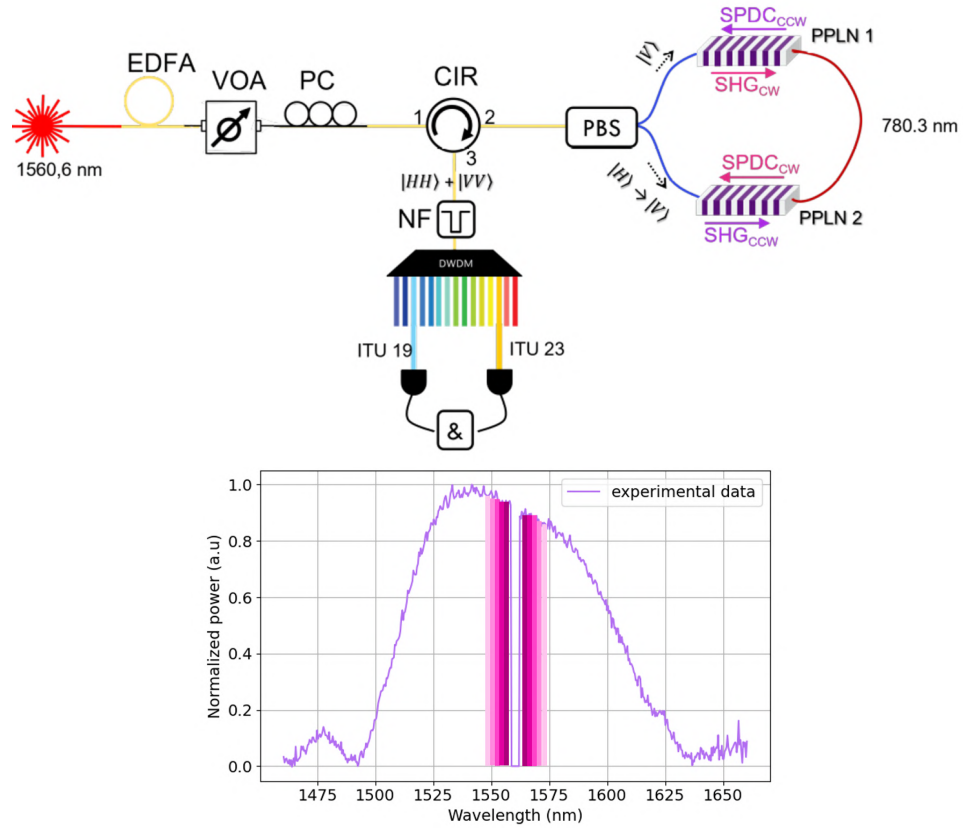 SPDC_CCW
PPLN 1
SHG_CW
EDFA
VOA
PC
CIR
1
2
3
PBS
|V⟩
|H⟩ → |V⟩
780.3 nm
1560,6 nm
SPDC_CW
PPLN 2
SHG_CCW
|HH⟩ + |VV⟩
NF
DWDM
ITU 19
ITU 23
&
experimental data
Normalized power (a.u)
1.0
0.8
0.6
0.4
0.2
0.0
1475 1500 1525 1550 1575 1600 1625 1650
Wavelength (nm)